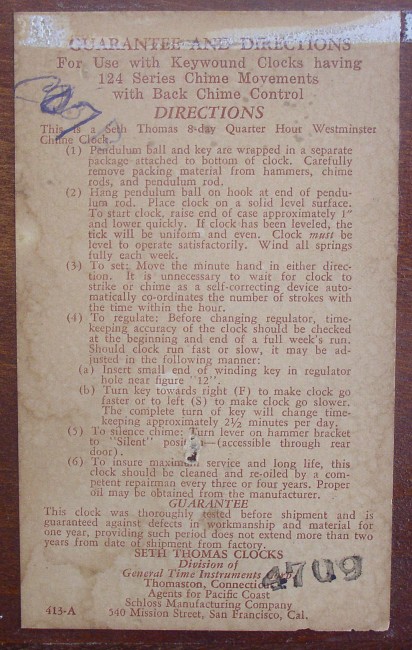 GUARANTEE AND DIRECTIONS
For Use with Keywound Clocks having
124 Series Chime Movements
with Back Chime Control
DIRECTIONS
This is a Seth Thomas 8-day Quarter Hour Westminster
Chime Clock.
(1) Pendulum ball and key are wrapped in a separate
package attached to bottom of clock. Carefully
remove packing material from hammers, chime
rods, and pendulum rod.
(2) Hang pendulum ball on hook at end of pendu-
lum rod. Place clock on a solid level surface.
To start clock, raise end of case approximately 1"
and lower quickly. If clock has been leveled, the
tick will be uniform and even. Clock must be
level to operate satisfactorily. Wind all springs
fully each week.
(3) To set: Move the minute hand in either direc-
tion. It is unnecessary to wait for clock to
strike or chime as a self-correcting device auto-
matically co-ordinates the number of strokes with
the time within the hour.
(4) To regulate: Before changing regulator, time-
keeping accuracy of the clock should be checked
at the beginning and end of a full week's run.
Should clock run fast or slow, it may be ad-
justed in the following manner:
(a) Insert small end of winding key in regulator
hole near figure "12".
(b) Turn key towards right (F) to make clock go
faster or to left (S) to make clock go slower.
The complete turn of key will change time-
keeping approximately 2½ minutes per day.
(5) To silence chime: Turn lever on hammer bracket
to "Silent" position—(accessible through rear
door).
(6) To insure maximum service and long life, this
clock should be cleaned and re-oiled by a com-
petent repairman every three or four years. Proper
oil may be obtained from the manufacturer.
GUARANTEE
This clock was thoroughly tested before shipment and is
guaranteed against defects in workmanship and material for
one year, providing such period does not extend more than two
years from date of shipment from factory.
SETH THOMAS CLOCKS
Division of
General Time Instruments Corp.
Thomaston, Connecticut
4709
Agents for Pacific Coast
Schloss Manufacturing Company
413-A 540 Mission Street, San Francisco, Cal.